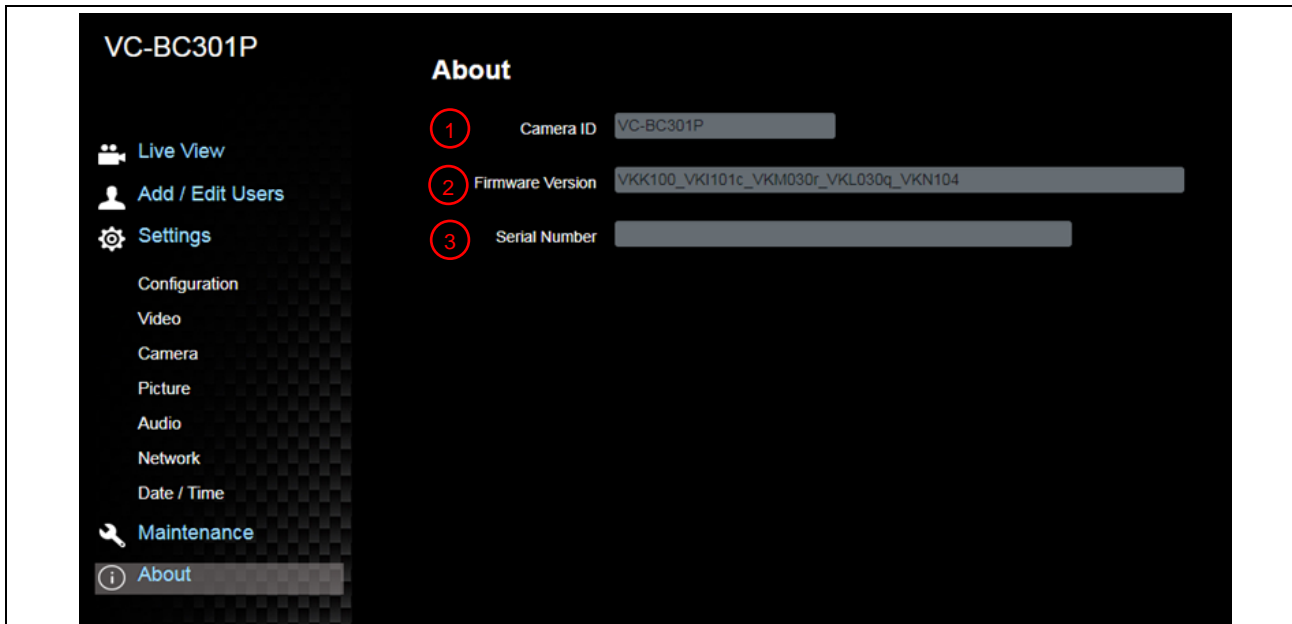 VC-BC301P
Live View
Add / Edit Users
Settings
Configuration
Video
Camera
Picture
Audio
Network
Date / Time
Maintenance
About
About
1 Camera ID VC-BC301P
2 Firmware Version VKK100_VKI101c_VKM030r_VKL030q_VKN104
3 Serial Number